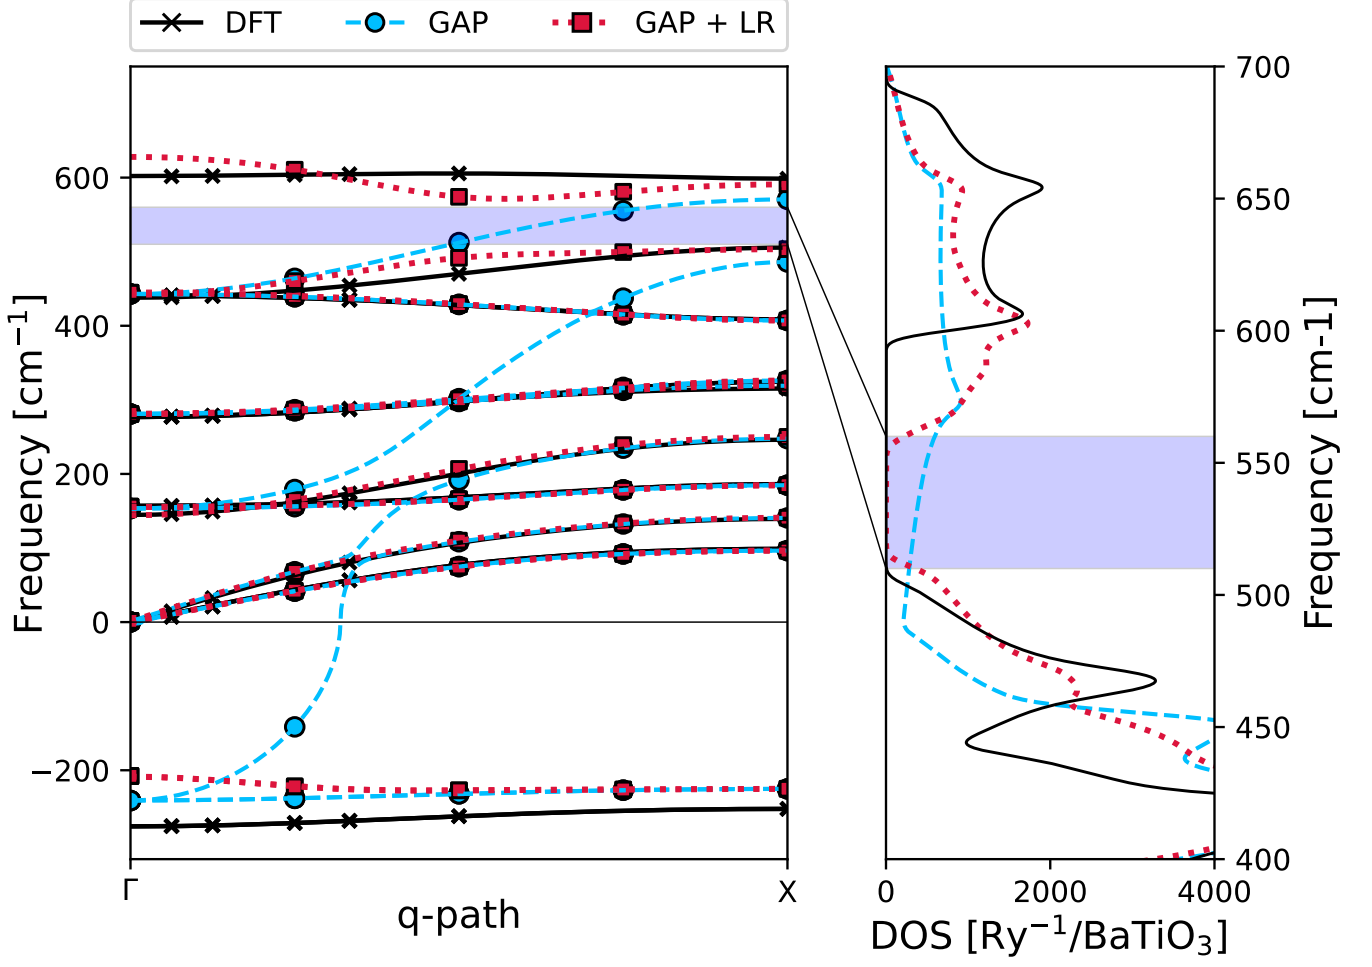 DFT GAP GAP + LR
Frequency [cm⁻¹]
600
400
200
0
−200
Γ X
q-path
700
650
600
550
500
450
400
Frequency [cm-1]
0 2000 4000
DOS [Ry⁻¹/BaTiO₃]